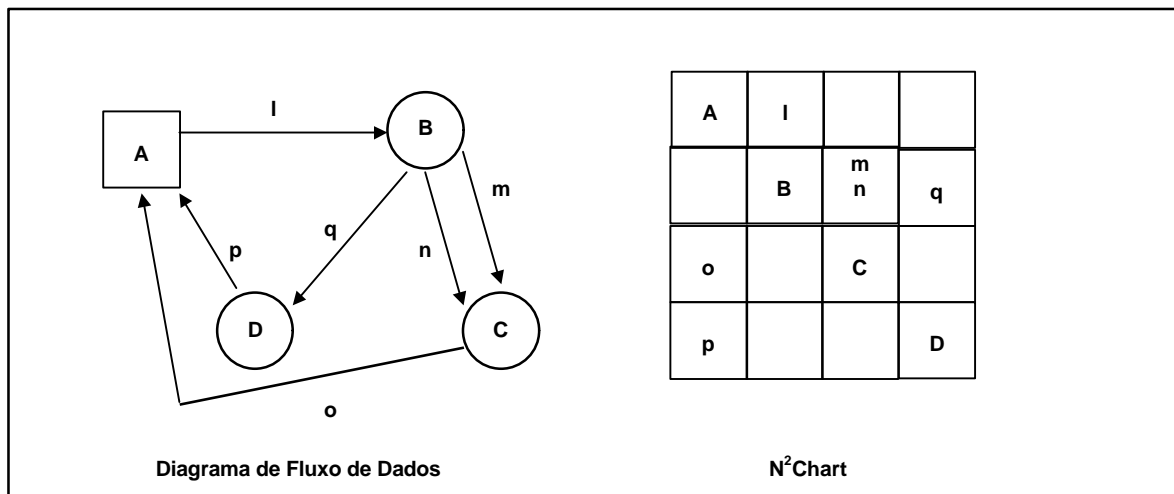 l
A
B
m
q
n
p
D
C
o
Diagrama de Fluxo de Dados
A l
m
B n q
o C
p D
N²Chart